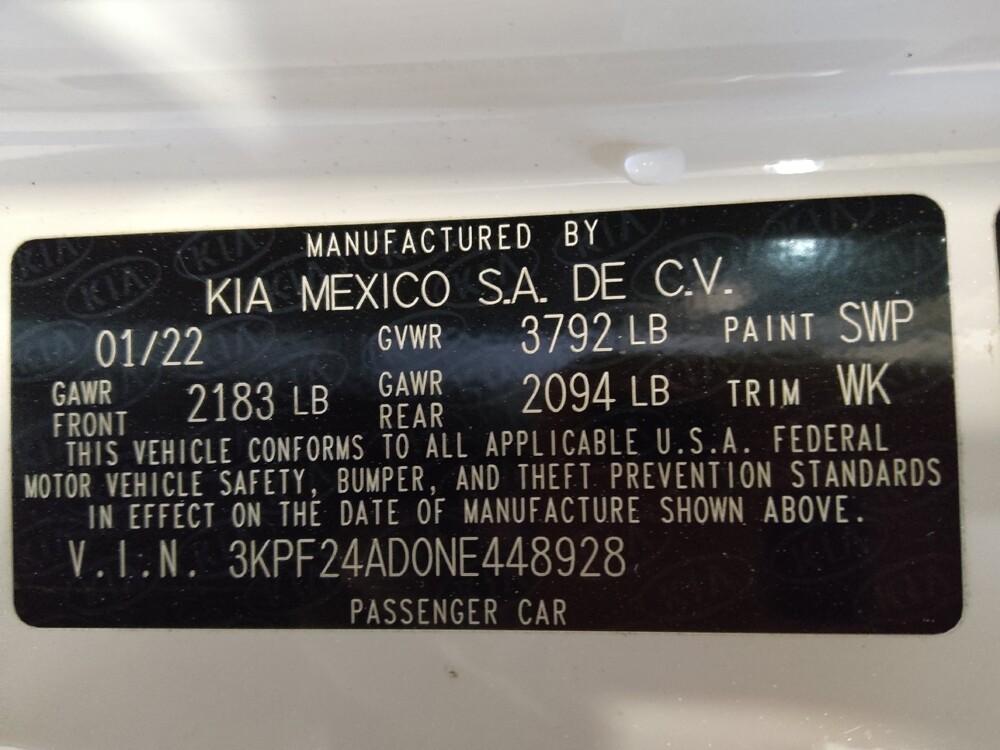 MANUFACTURED BY
KIA MEXICO S.A. DE C.V.
01/22 GVWR 3792 LB PAINT SWP
GAWR FRONT 2183 LB GAWR REAR 2094 LB TRIM WK
THIS VEHICLE CONFORMS TO ALL APPLICABLE U.S.A. FEDERAL
MOTOR VEHICLE SAFETY, BUMPER, AND THEFT PREVENTION STANDARDS
IN EFFECT ON THE DATE OF MANUFACTURE SHOWN ABOVE.
V.I.N. 3KPF24AD0NE448928
PASSENGER CAR